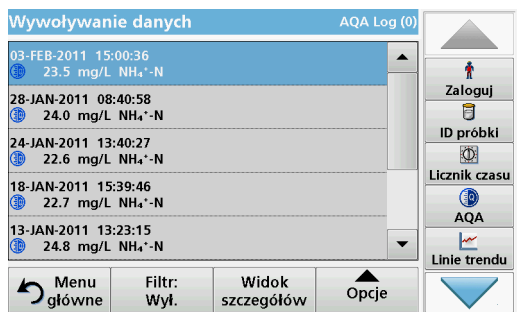 Wywoływanie danych AQA Log (0)
03-FEB-2011 15:00:36
23.5 mg/L NH₄⁺-N
28-JAN-2011 08:40:58
24.0 mg/L NH₄⁺-N
24-JAN-2011 13:40:27
22.6 mg/L NH₄⁺-N
18-JAN-2011 15:39:46
22.7 mg/L NH₄⁺-N
13-JAN-2011 13:23:15
24.8 mg/L NH₄⁺-N
Menu
główne
Filtr:
Wył.
Widok
szczegółów
Opcje
Zaloguj
ID próbki
Licznik czasu
AQA
Linie trendu